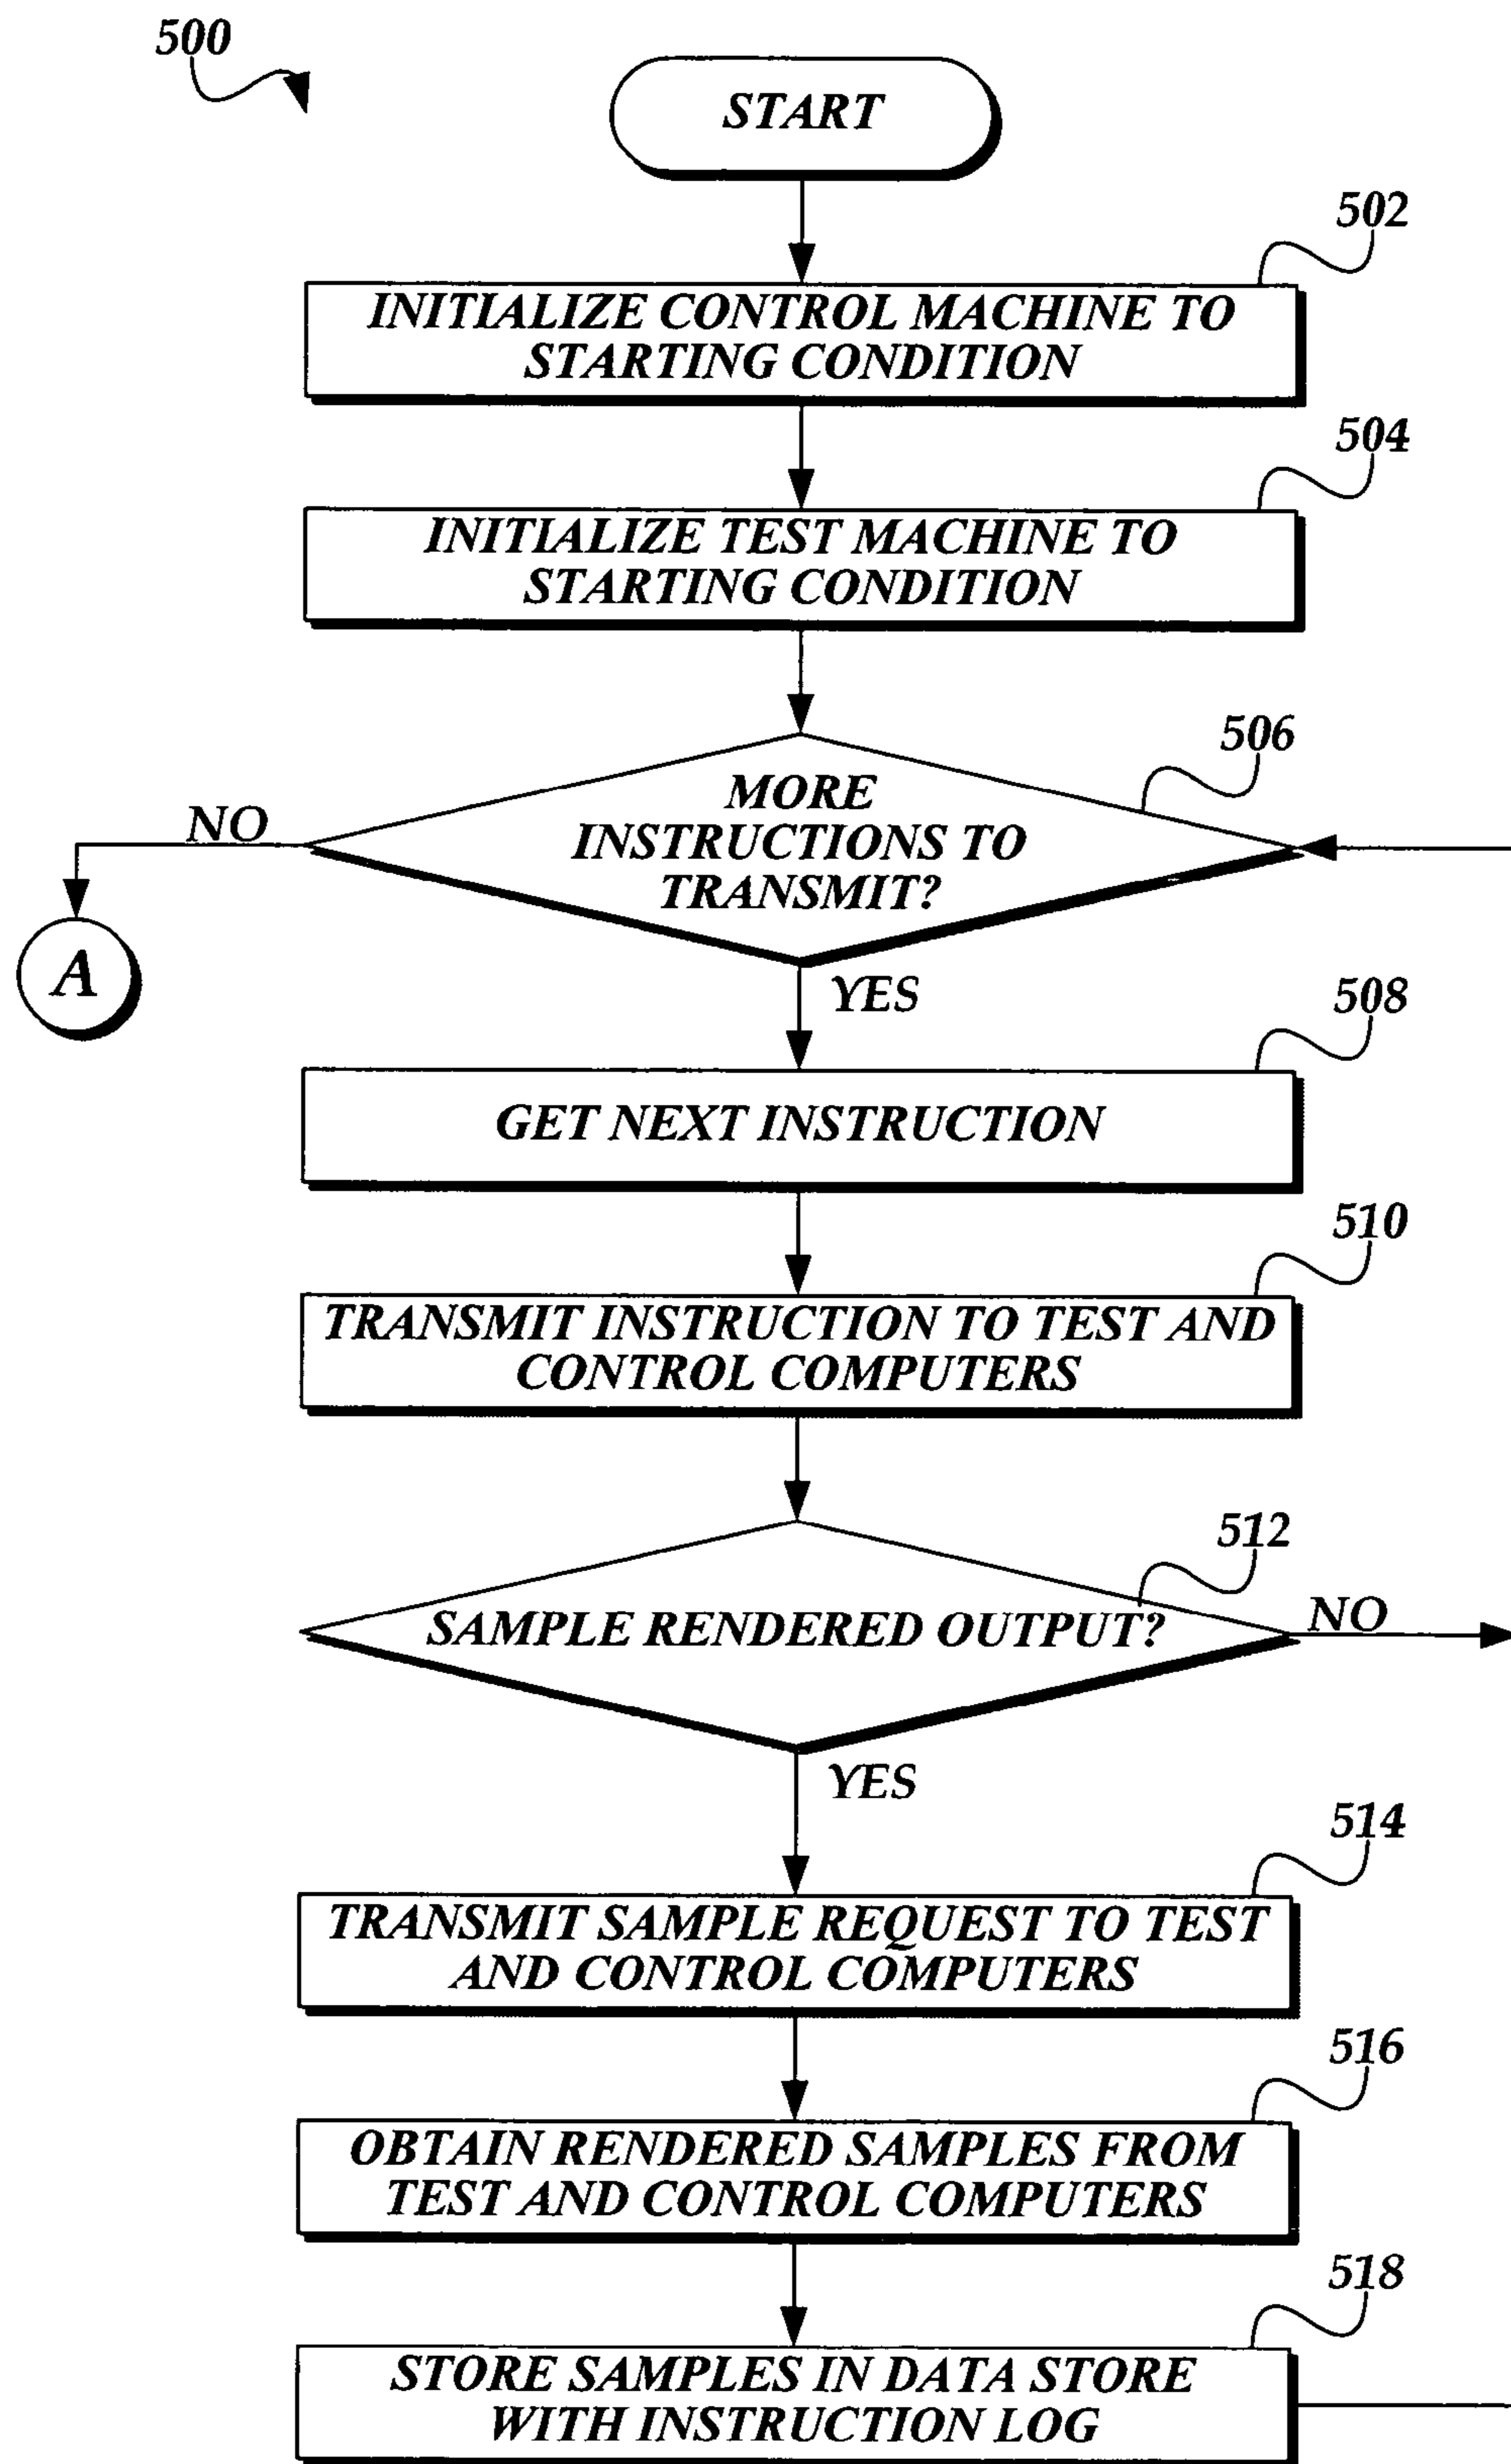 500
START
502
INITIALIZE CONTROL MACHINE TO
STARTING CONDITION
504
INITIALIZE TEST MACHINE TO
STARTING CONDITION
506
MORE
INSTRUCTIONS TO
TRANSMIT?
NO
A
YES
508
GET NEXT INSTRUCTION
510
TRANSMIT INSTRUCTION TO TEST AND
CONTROL COMPUTERS
512
SAMPLE RENDERED OUTPUT?
NO
YES
514
TRANSMIT SAMPLE REQUEST TO TEST
AND CONTROL COMPUTERS
516
OBTAIN RENDERED SAMPLES FROM
TEST AND CONTROL COMPUTERS
518
STORE SAMPLES IN DATA STORE
WITH INSTRUCTION LOG